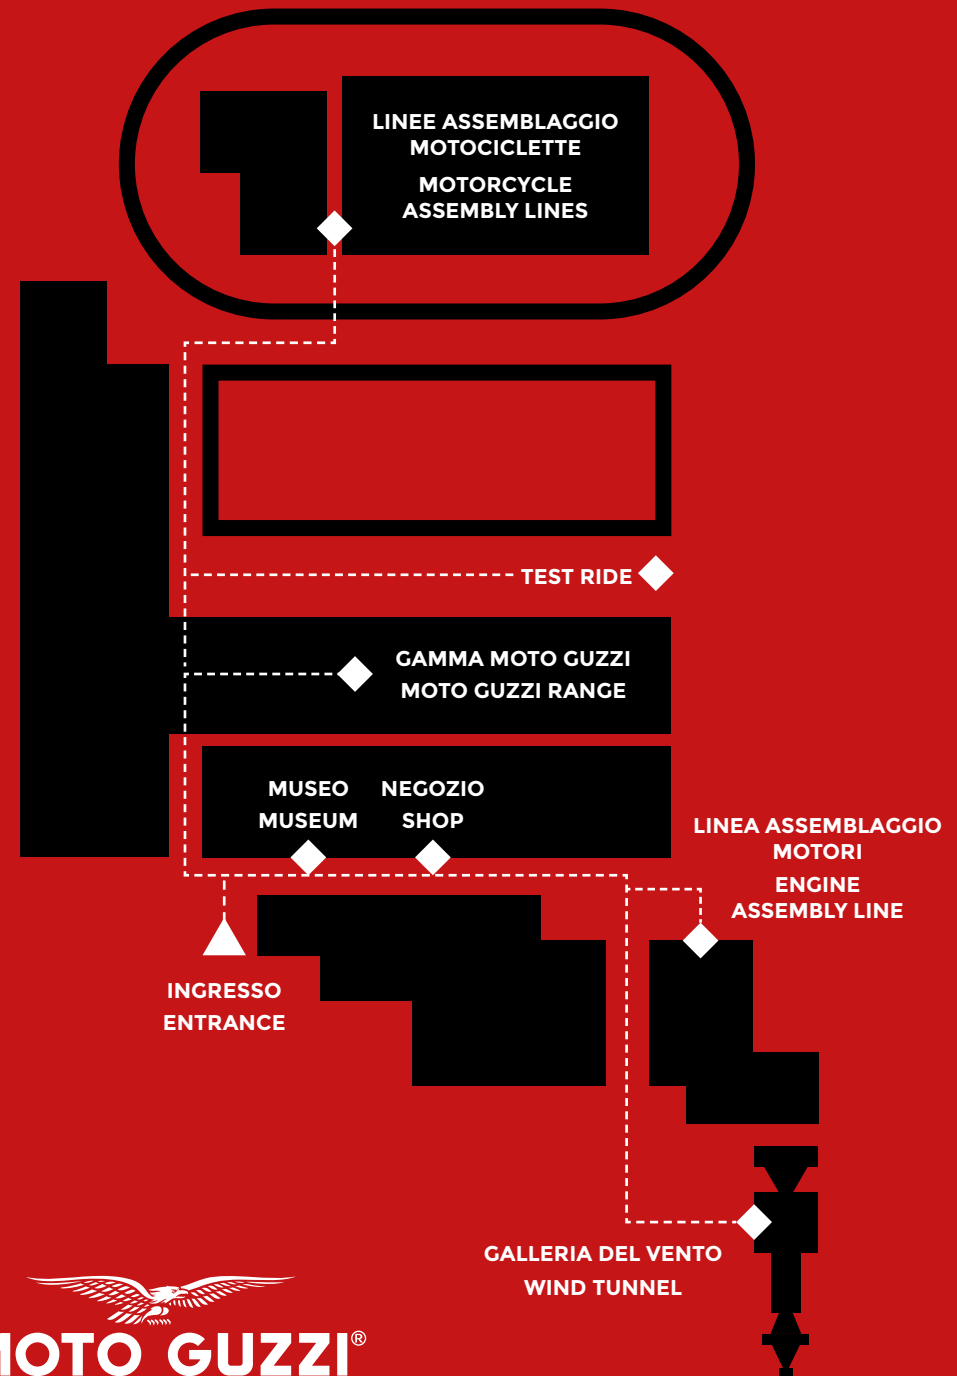 LINEE ASSEMBLAGGIO
MOTOCICLETTE
MOTORCYCLE
ASSEMBLY LINES
TEST RIDE
GAMMA MOTO GUZZI
MOTO GUZZI RANGE
MUSEO
MUSEUM
NEGOZIO
SHOP
LINEA ASSEMBLAGGIO
MOTORI
ENGINE
ASSEMBLY LINE
INGRESSO
ENTRANCE
GALLERIA DEL VENTO
WIND TUNNEL
MOTO GUZZI®